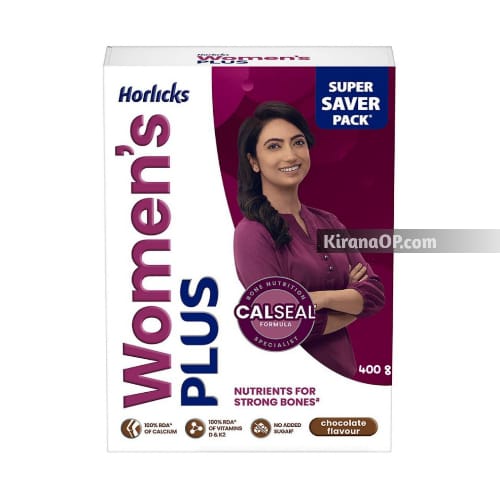 Horlicks
Women's
PLUS
Horlicks
Women's
PLUS
SUPER
SAVER
PACK*
KiranaOP.com
BONE NUTRITION
CALSEAL
FORMULA
SPECIALIST
400 g
NUTRIENTS FOR
STRONG BONES#
100% RDA^
OF CALCIUM
100% RDA^
OF VITAMINS
D & K2
NO ADDED
SUGAR
chocolate
flavour